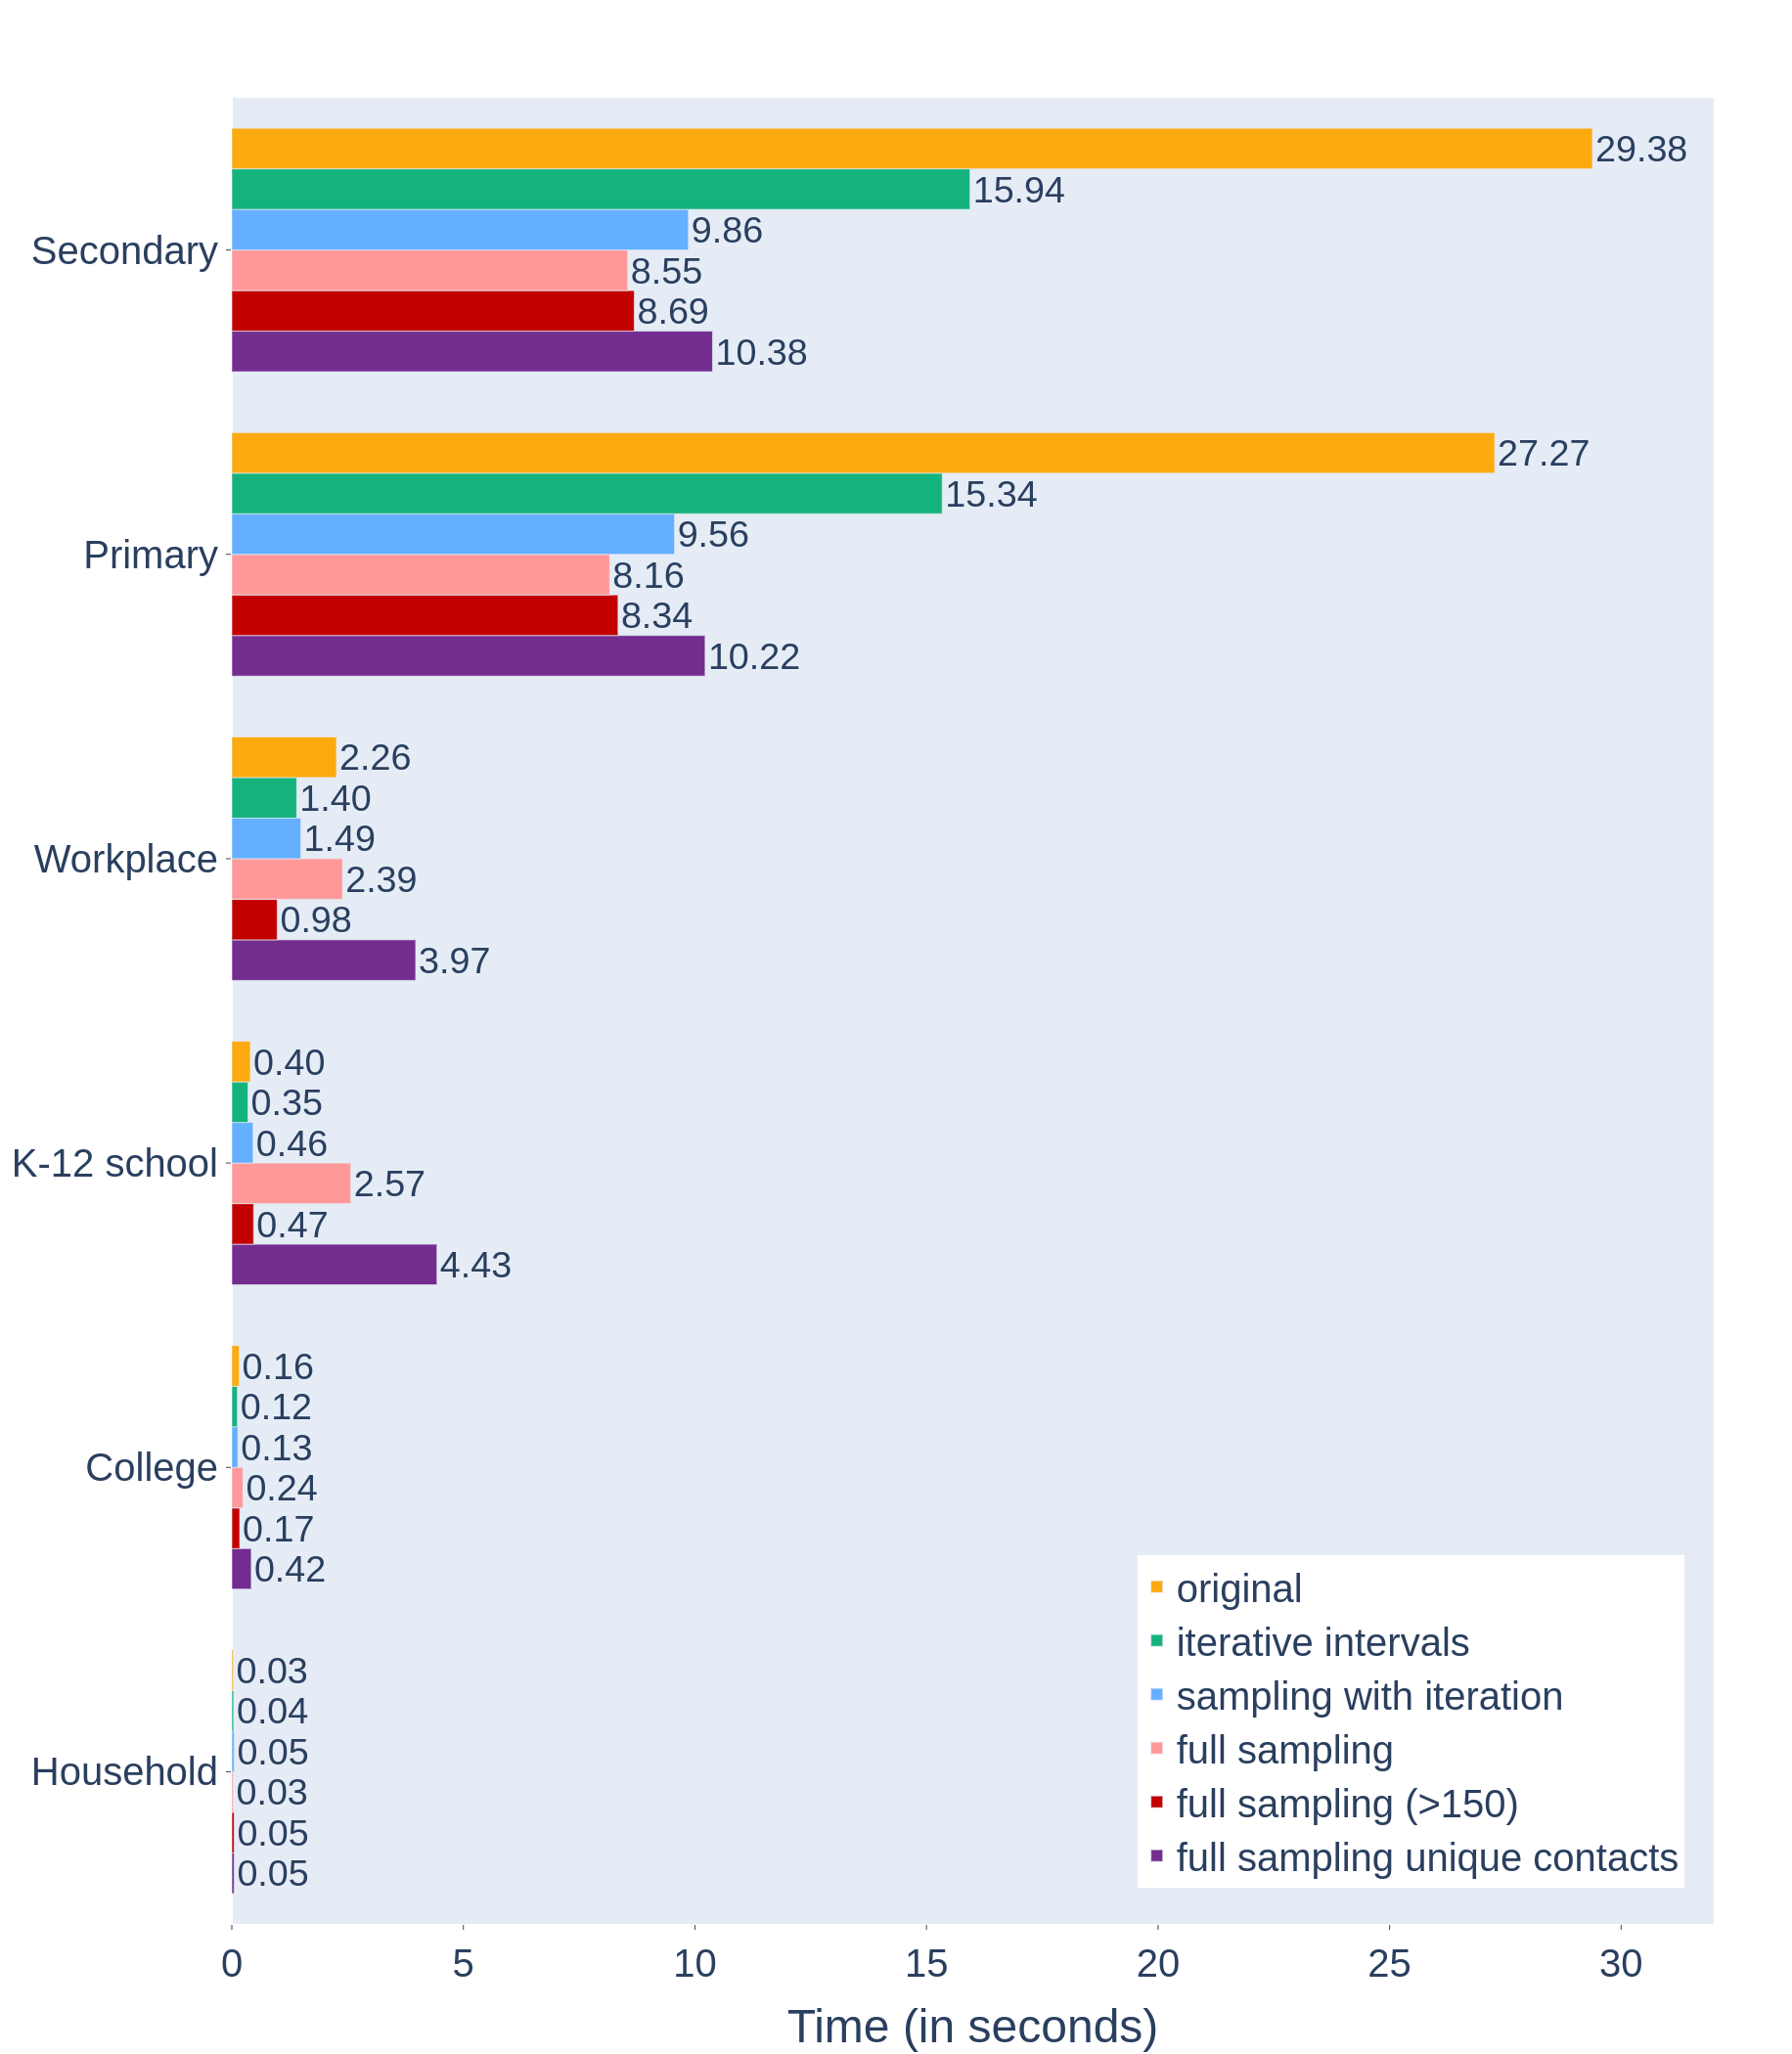 29.38
15.94
9.86
Secondary
8.55
8.69
10.38
27.27
15.34
9.56
Primary
8.16
8.34
10.22
2.26
1.40
1.49
Workplace
2.39
0.98
3.97
0.40
0.35
0.46
K-12 school
2.57
0.47
4.43
0.16
0.12
0.13
College
0.24
0.17
0.42
0.03
0.04
0.05
Household
0.03
0.05
0.05
original
iterative intervals
sampling with iteration
full sampling
full sampling (>150)
full sampling unique contacts
0 5 10 15 20 25 30
Time (in seconds)